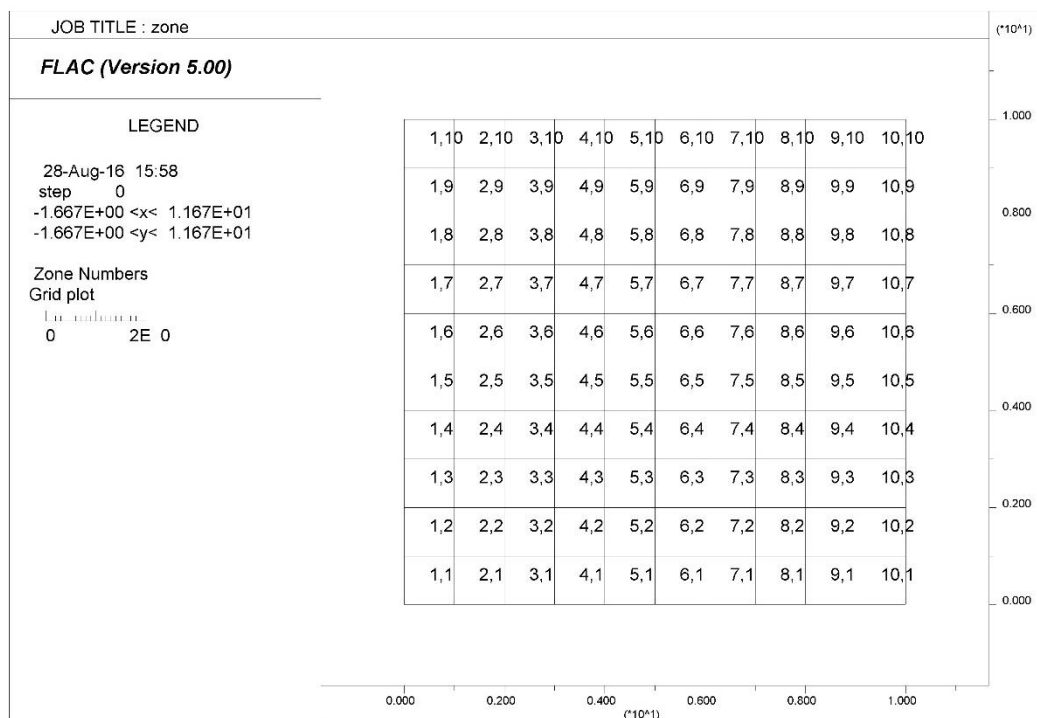 JOB TITLE : zone
FLAC (Version 5.00)
LEGEND
28-Aug-16 15:58
step 0
-1.667E+00 <x< 1.167E+01
-1.667E+00 <y< 1.167E+01
Zone Numbers
Grid plot
0 2E 0
1,10 2,10 3,10 4,10 5,10 6,10 7,10 8,10 9,10 10,10
1,9 2,9 3,9 4,9 5,9 6,9 7,9 8,9 9,9 10,9
1,8 2,8 3,8 4,8 5,8 6,8 7,8 8,8 9,8 10,8
1,7 2,7 3,7 4,7 5,7 6,7 7,7 8,7 9,7 10,7
1,6 2,6 3,6 4,6 5,6 6,6 7,6 8,6 9,6 10,6
1,5 2,5 3,5 4,5 5,5 6,5 7,5 8,5 9,5 10,5
1,4 2,4 3,4 4,4 5,4 6,4 7,4 8,4 9,4 10,4
1,3 2,3 3,3 4,3 5,3 6,3 7,3 8,3 9,3 10,3
1,2 2,2 3,2 4,2 5,2 6,2 7,2 8,2 9,2 10,2
1,1 2,1 3,1 4,1 5,1 6,1 7,1 8,1 9,1 10,1
(*10^1)
1.000
0.800
0.600
0.400
0.200
0.000
0.000 0.200 0.400 0.600 0.800 1.000
(*10^1)